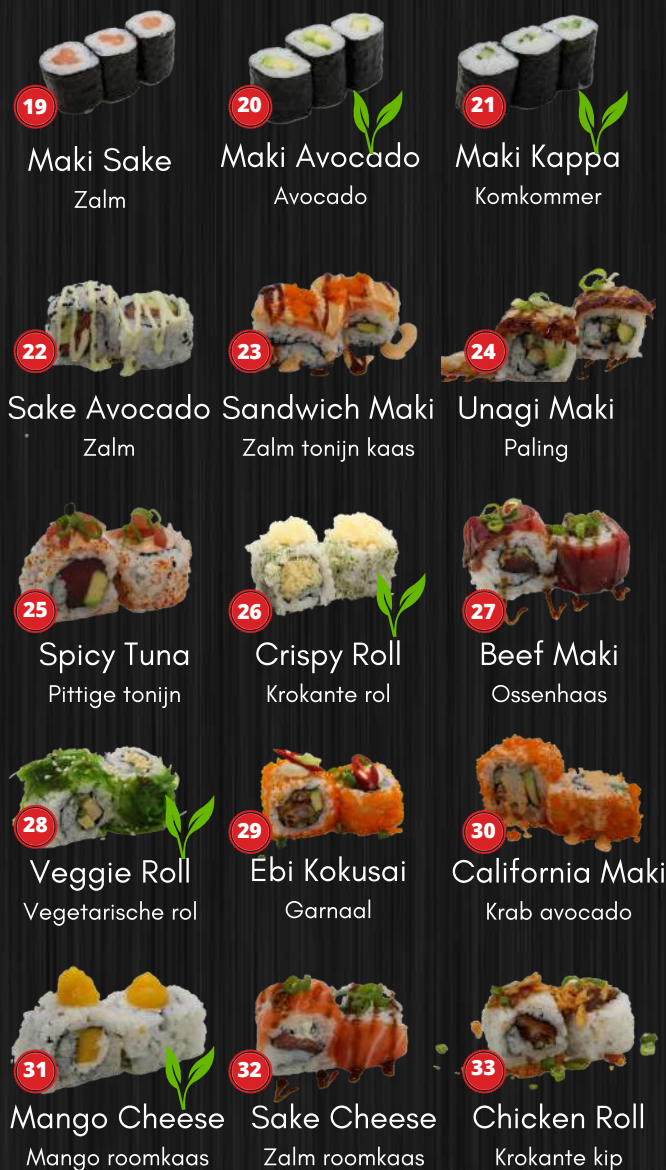 19
Maki Sake
Zalm
20
Maki Avocado
Avocado
21
Maki Kappa
Komkommer
22
Sake Avocado
Zalm
23
Sandwich Maki
Zalm tonijn kaas
24
Unagi Maki
Paling
25
Spicy Tuna
Pittige tonijn
26
Crispy Roll
Krokante rol
27
Beef Maki
Ossenhaas
28
Veggie Roll
Vegetarische rol
29
Ebi Kokusai
Garnaal
30
California Maki
Krab avocado
31
Mango Cheese
Mango roomkaas
32
Sake Cheese
Zalm roomkaas
33
Chicken Roll
Krokante kip